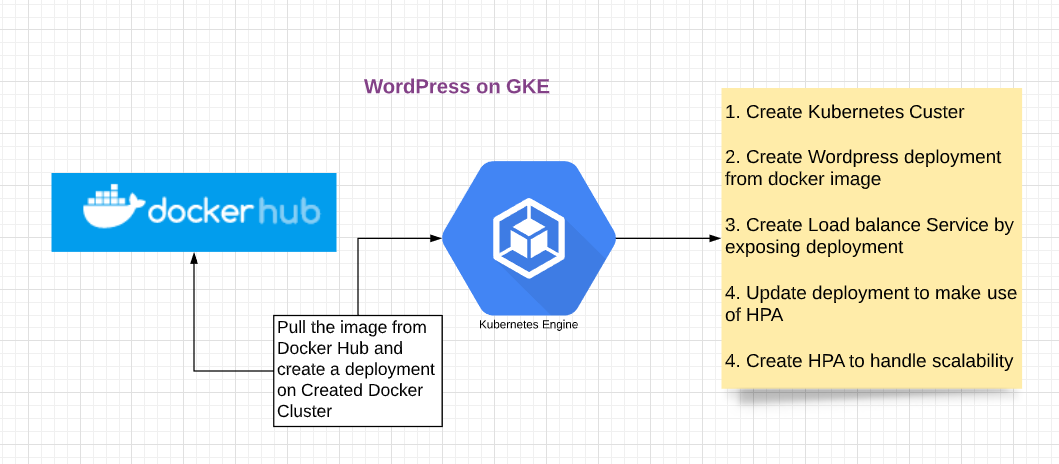 WordPress on GKE
docker hub
Pull the image from
Docker Hub and
create a deployment
on Created Docker
Cluster
Kubernetes Engine
1. Create Kubernetes Custer
2. Create Wordpress deployment
from docker image
3. Create Load balance Service by
exposing deployment
4. Update deployment to make use
of HPA
4. Create HPA to handle scalability